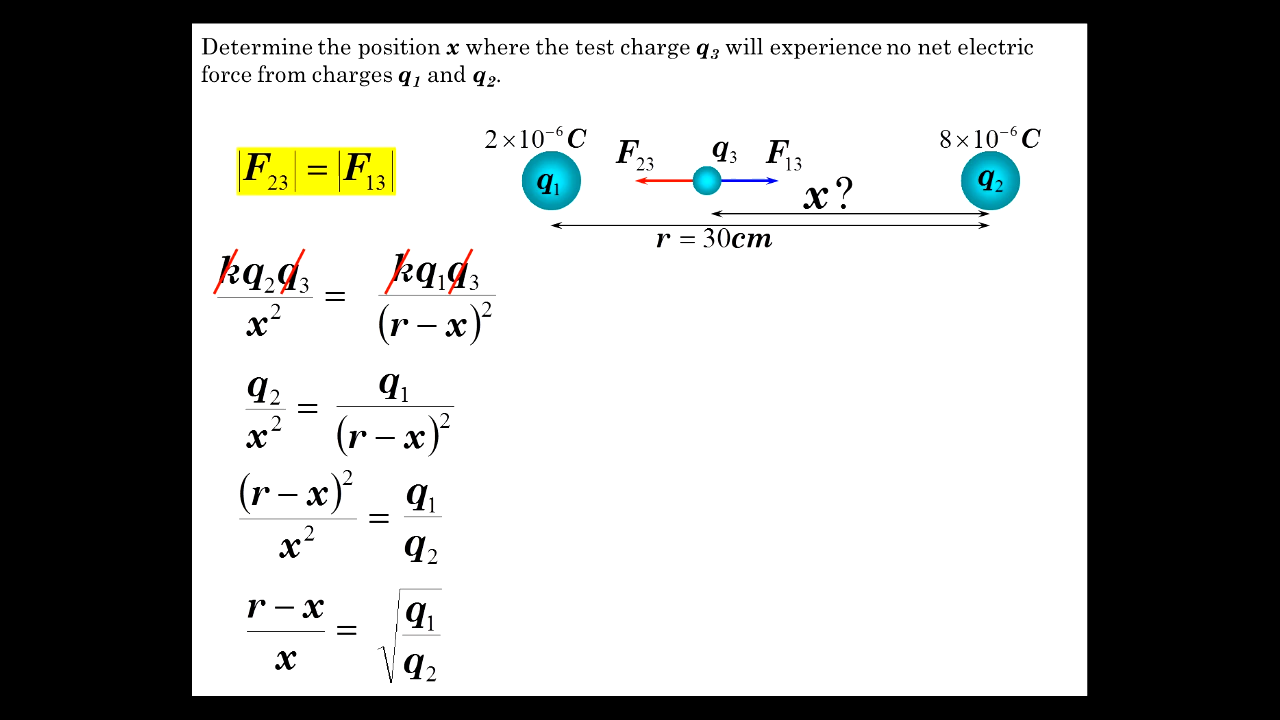 Determine the position x where the test charge q₃ will experience no net electric
force from charges q₁ and q₂.
2×10⁻⁶C
8×10⁻⁶C
|F₂₃| = |F₁₃|
F₂₃
q₃
F₁₃
q₁
q₂
x?
r = 30cm
kq₂q₃/x² = kq₁q₃/(r − x)²
q₂/x² = q₁/(r − x)²
(r − x)²/x² = q₁/q₂
(r − x)/x = √(q₁/q₂)